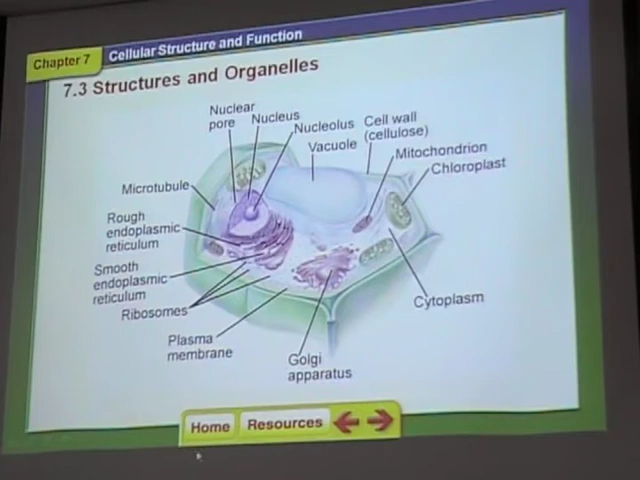 Chapter 7
Cellular Structure and Function
7.3 Structures and Organelles
Nuclear
pore
Nucleus
Nucleolus
Vacuole
Cell wall
(cellulose)
Mitochondrion
Chloroplast
Microtubule
Rough
endoplasmic
reticulum
Smooth
endoplasmic
reticulum
Ribosomes
Cytoplasm
Plasma
membrane
Golgi
apparatus
Home
Resources